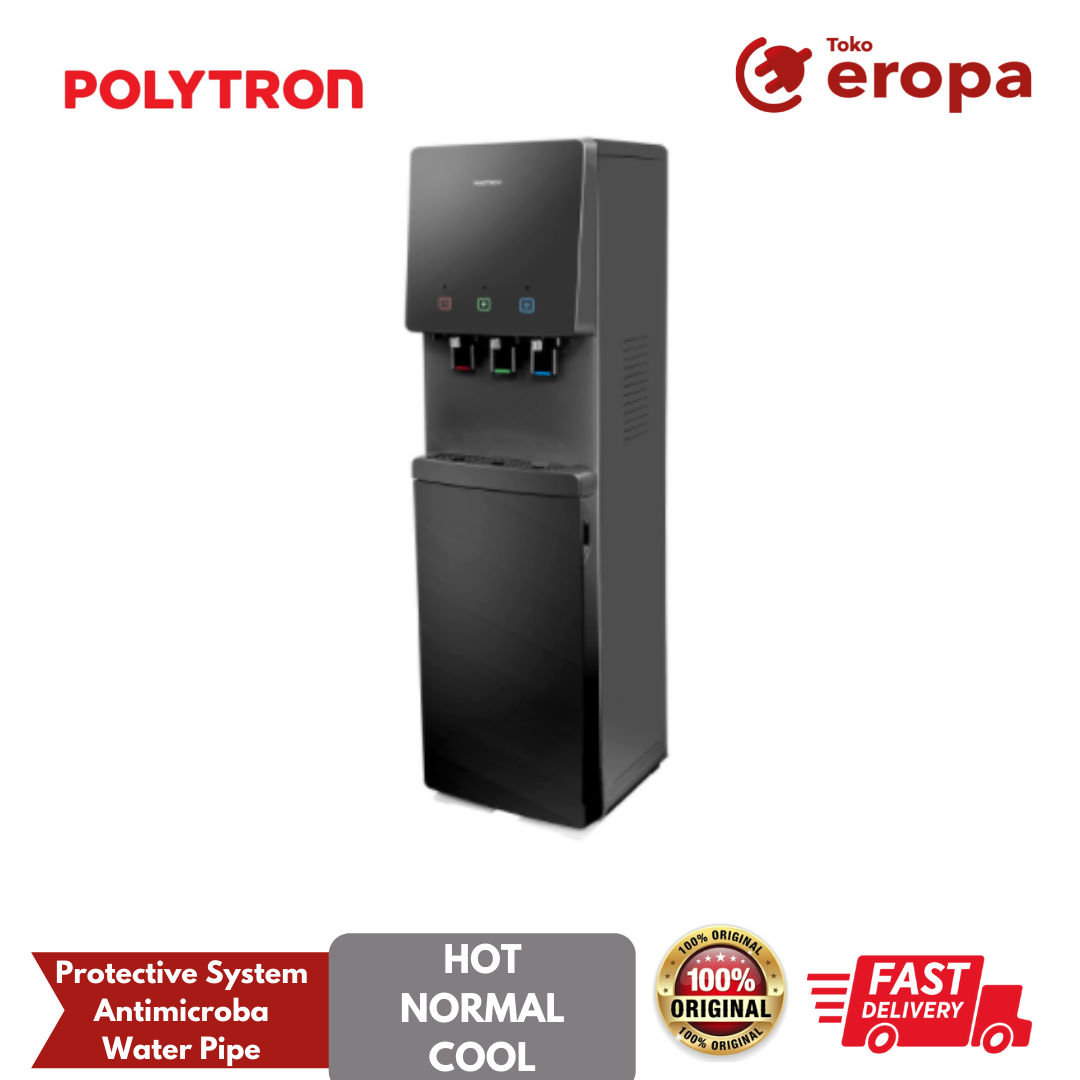 POLYTRON
Toko
eropa
POLYTRON
Protective System
Antimicroba
Water Pipe
HOT
NORMAL
COOL
100% ORIGINAL
100%
ORIGINAL
100% ORIGINAL
FAST
DELIVERY